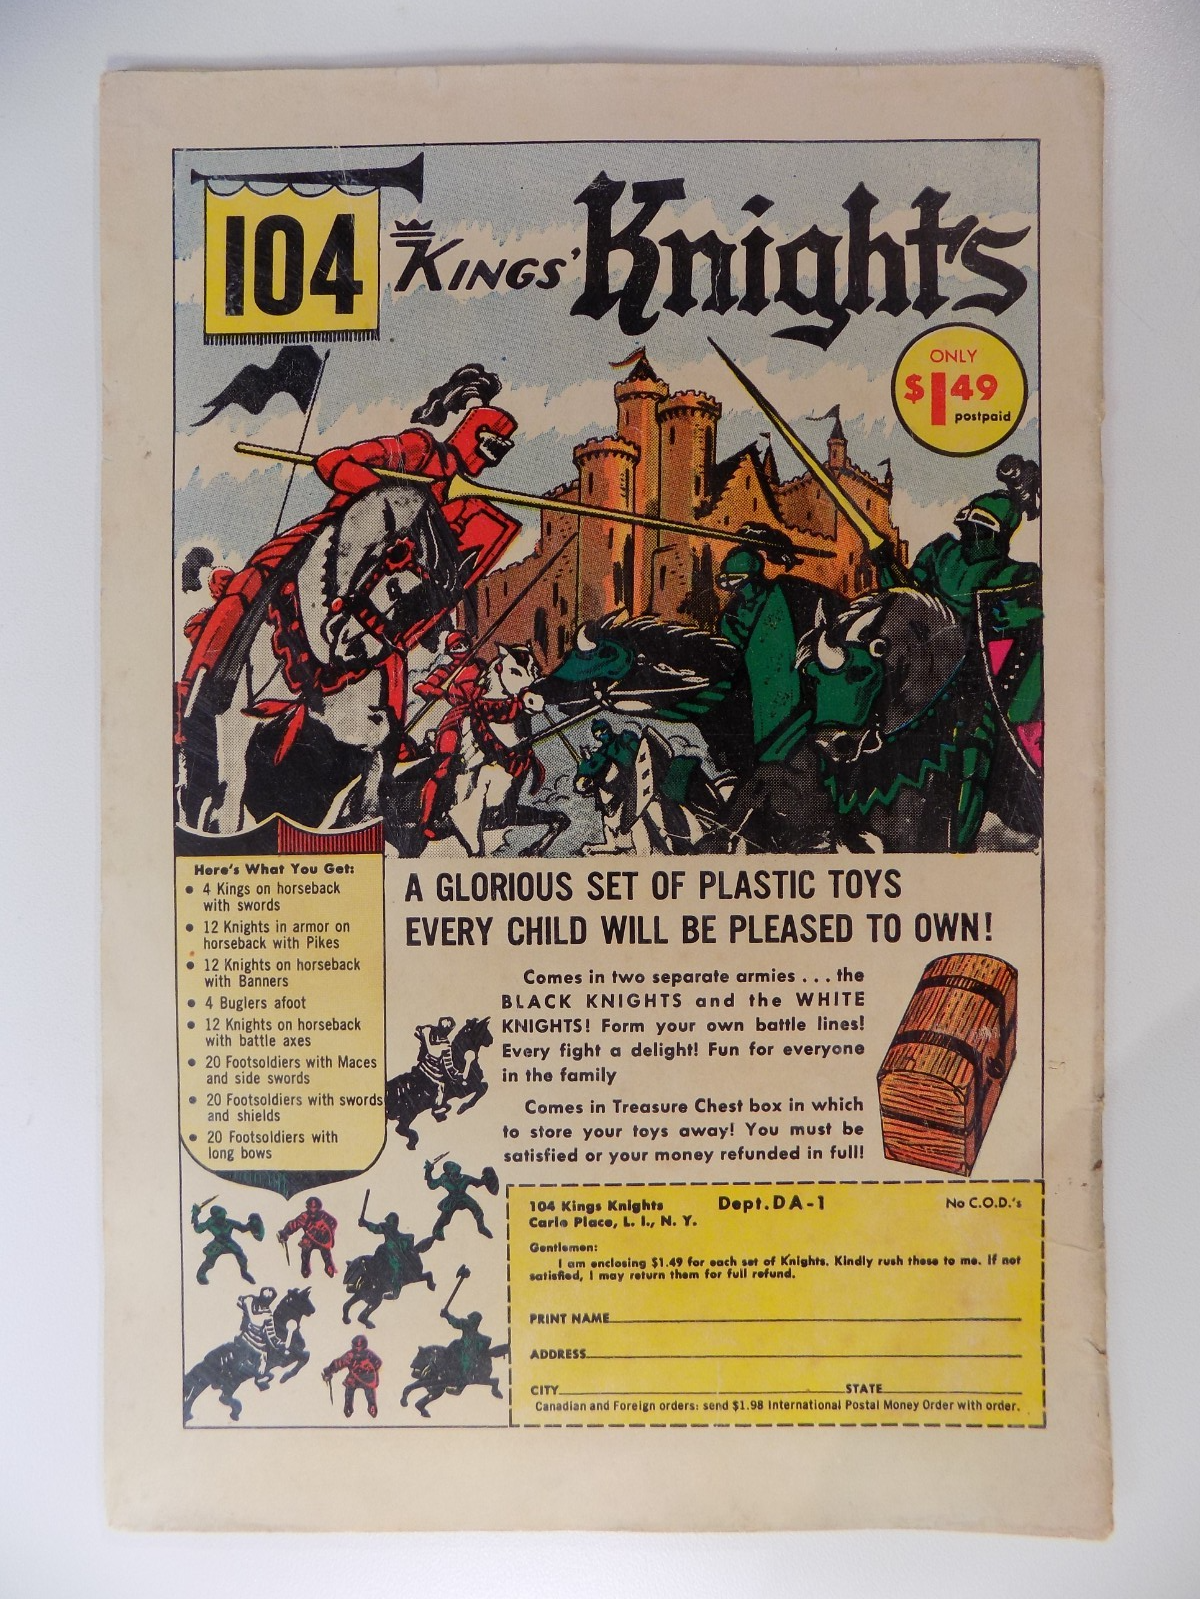 104
KINGS' Knights
ONLY
$1.49
postpaid
Here's What You Get:
● 4 Kings on horseback
with swords
● 12 Knights in armor on
horseback with Pikes
● 12 Knights on horseback
with Banners
● 4 Buglers afoot
● 12 Knights on horseback
with battle axes
● 20 Footsoldiers with Maces
and side swords
● 20 Footsoldiers with swords
and shields
● 20 Footsoldiers with
long bows
A GLORIOUS SET OF PLASTIC TOYS
EVERY CHILD WILL BE PLEASED TO OWN!
Comes in two separate armies . . . the
BLACK KNIGHTS and the WHITE
KNIGHTS! Form your own battle lines!
Every fight a delight! Fun for everyone
in the family
Comes in Treasure Chest box in which
to store your toys away! You must be
satisfied or your money refunded in full!
104 Kings Knights Dept. DA-1 No C.O.D.'s
Carle Place, L. I., N. Y.
Gentlemen:
I am enclosing $1.49 for each set of Knights. Kindly rush these to me. If not
satisfied, I may return them for full refund.
PRINT NAME
ADDRESS
CITY STATE
Canadian and Foreign orders: send $1.98 International Postal Money Order with order.